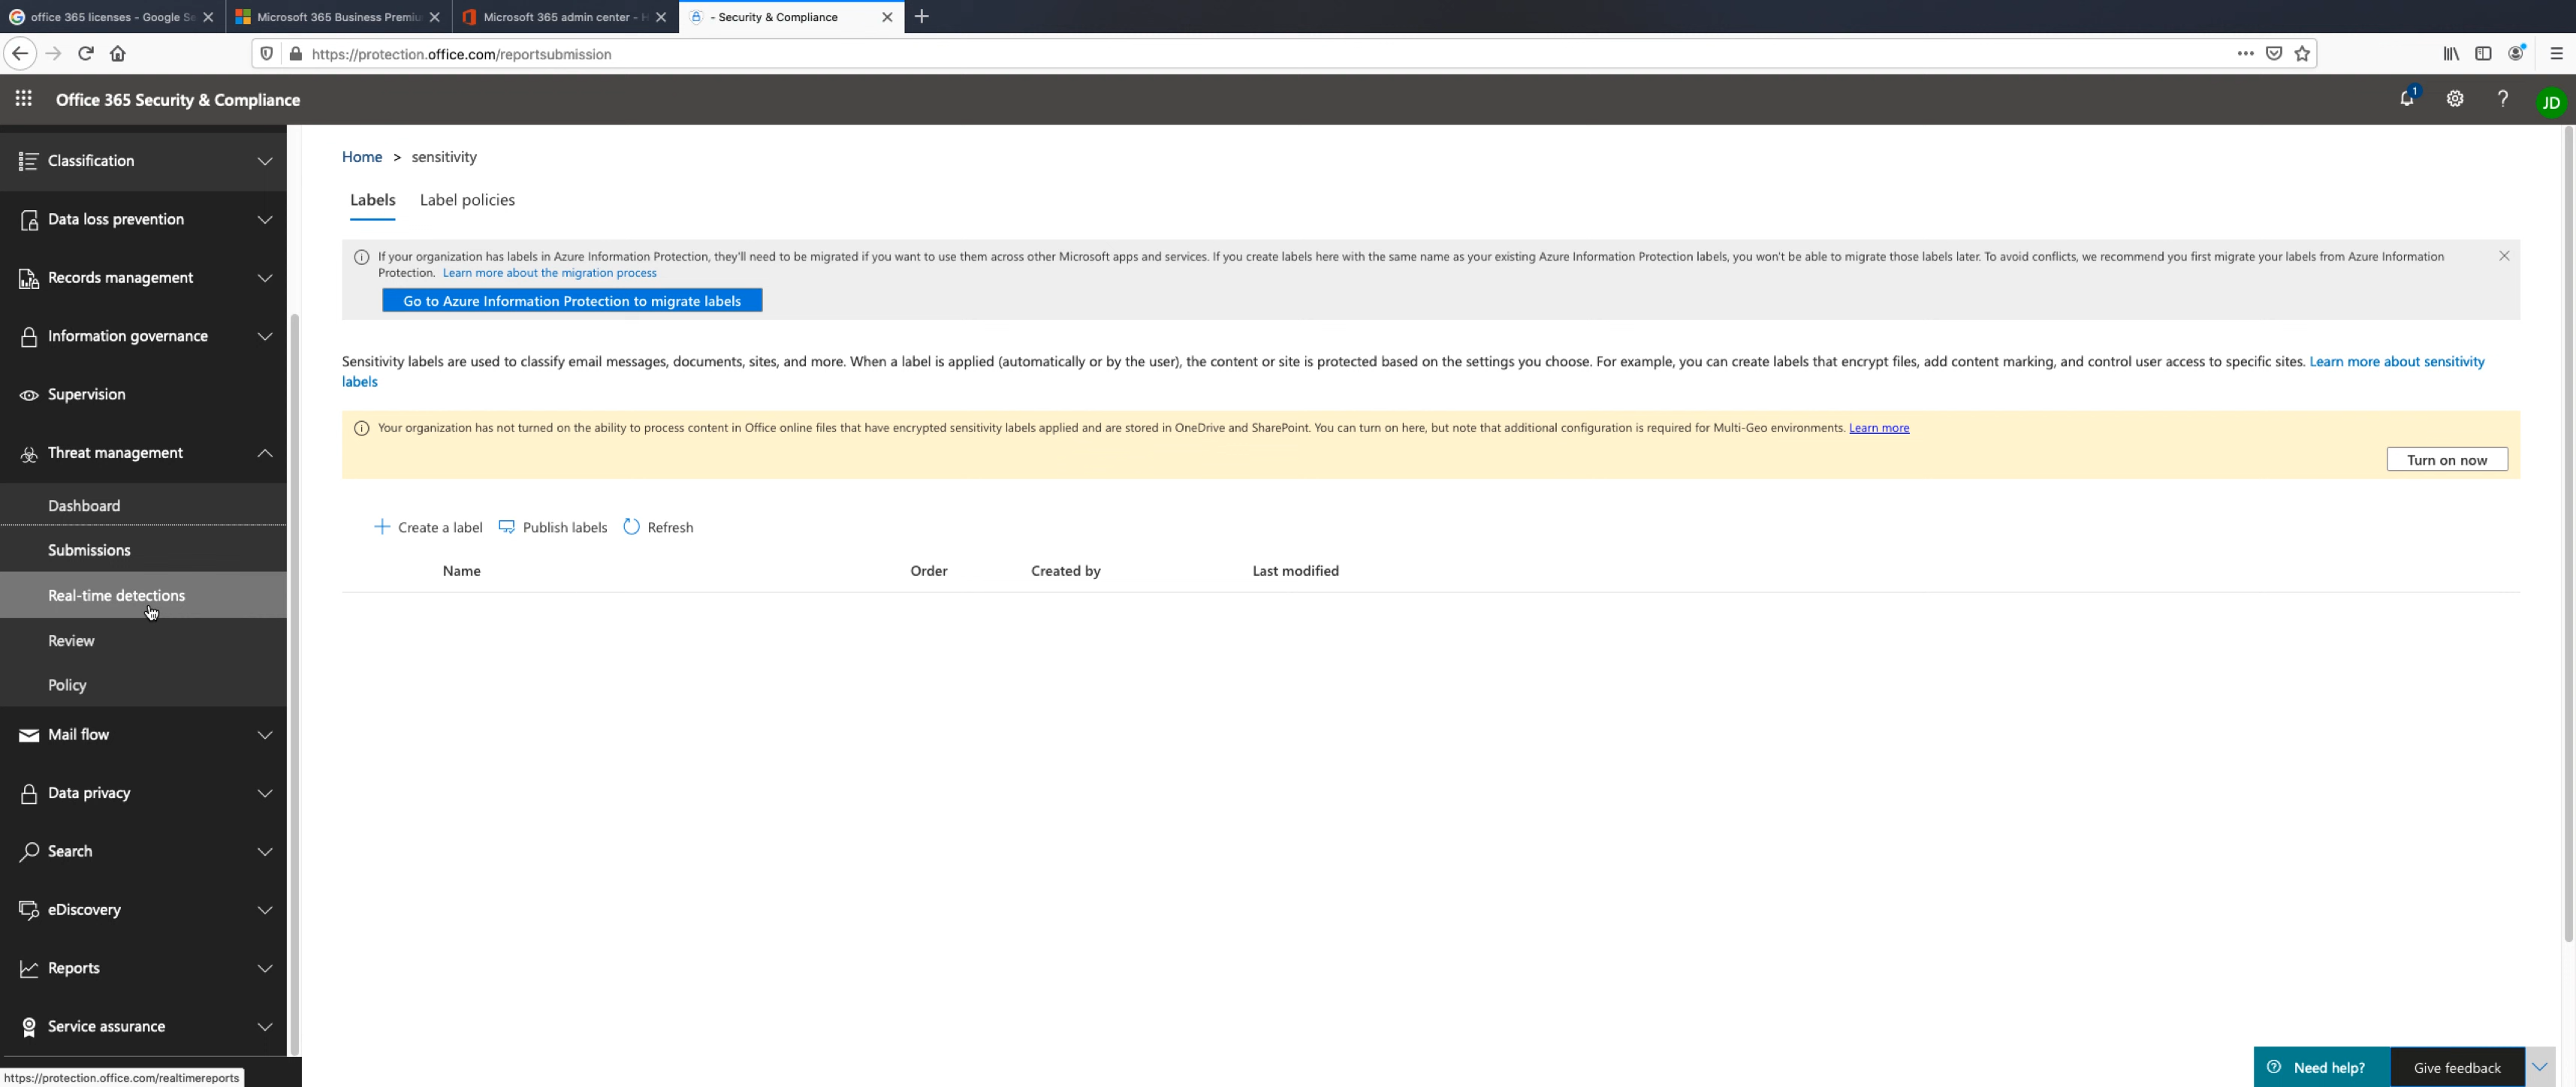 office 365 licenses - Google Se
Microsoft 365 Business Premiu
Microsoft 365 admin center - H
- Security & Compliance
https://protection.office.com/reportsubmission
Office 365 Security & Compliance
1
JD
Classification
Data loss prevention
Records management
Information governance
Supervision
Threat management
Dashboard
Submissions
Real-time detections
Review
Policy
Mail flow
Data privacy
Search
eDiscovery
Reports
Service assurance
https://protection.office.com/realtimereports
Home > sensitivity
Labels Label policies
If your organization has labels in Azure Information Protection, they'll need to be migrated if you want to use them across other Microsoft apps and services. If you create labels here with the same name as your existing Azure Information Protection labels, you won't be able to migrate those labels later. To avoid conflicts, we recommend you first migrate your labels from Azure Information
Protection. Learn more about the migration process
Go to Azure Information Protection to migrate labels
Sensitivity labels are used to classify email messages, documents, sites, and more. When a label is applied (automatically or by the user), the content or site is protected based on the settings you choose. For example, you can create labels that encrypt files, add content marking, and control user access to specific sites. Learn more about sensitivity
labels
Your organization has not turned on the ability to process content in Office online files that have encrypted sensitivity labels applied and are stored in OneDrive and SharePoint. You can turn on here, but note that additional configuration is required for Multi-Geo environments. Learn more
Turn on now
Create a label Publish labels Refresh
Name Order Created by Last modified
Need help? Give feedback